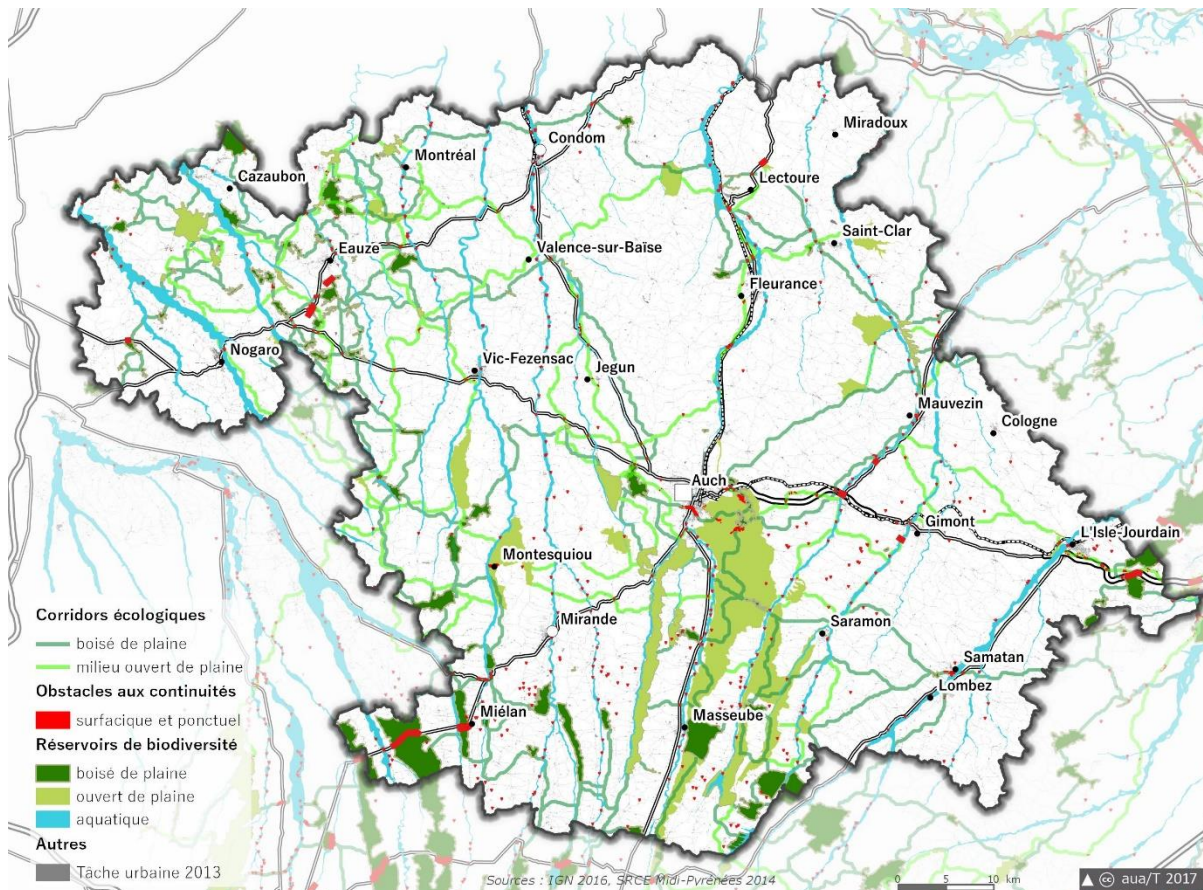 Miradoux
Condom
Montréal
Lectoure
Cazaubon
Saint-Clar
Eauze
Valence-sur-Baïse
Fleurance
Nogaro
Vic-Fezensac
Jegun
Mauvezin
Cologne
Auch
Gimont
L'Isle-Jourdain
Montesquiou
Mirande
Saramon
Samatan
Lombez
Miélan
Masseube
Corridors écologiques
boisé de plaine
milieu ouvert de plaine
Obstacles aux continuités
surfacique et ponctuel
Réservoirs de biodiversité
boisé de plaine
ouvert de plaine
aquatique
Autres
Tâche urbaine 2013
Sources : IGN 2016, SRCE Midi-Pyrénées 2014
0 5 10 km
cc aua/T 2017